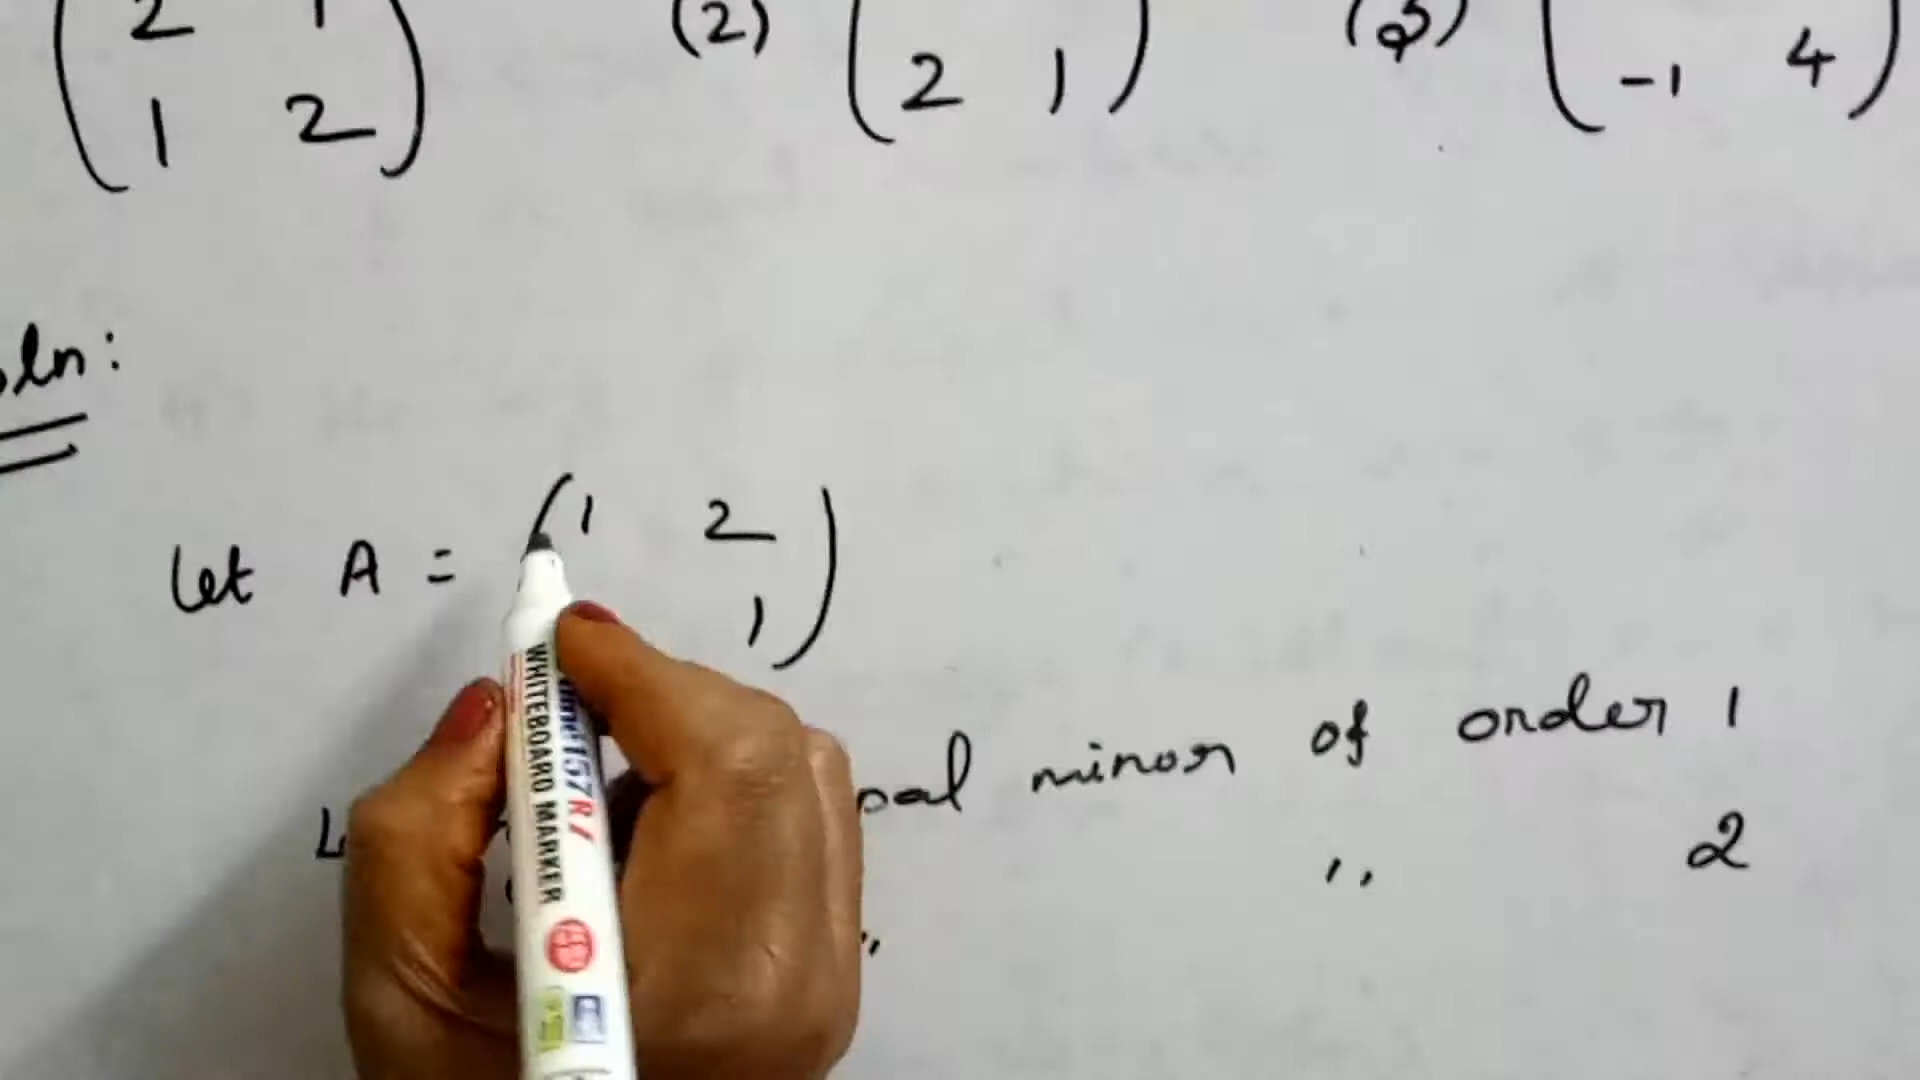 2 1 (2) (3)
1 2 2 1 -1 4
oln:
1 2
let A =
1
pal minor of order 1
,, 2
,,
WHITEBOARD MARKER